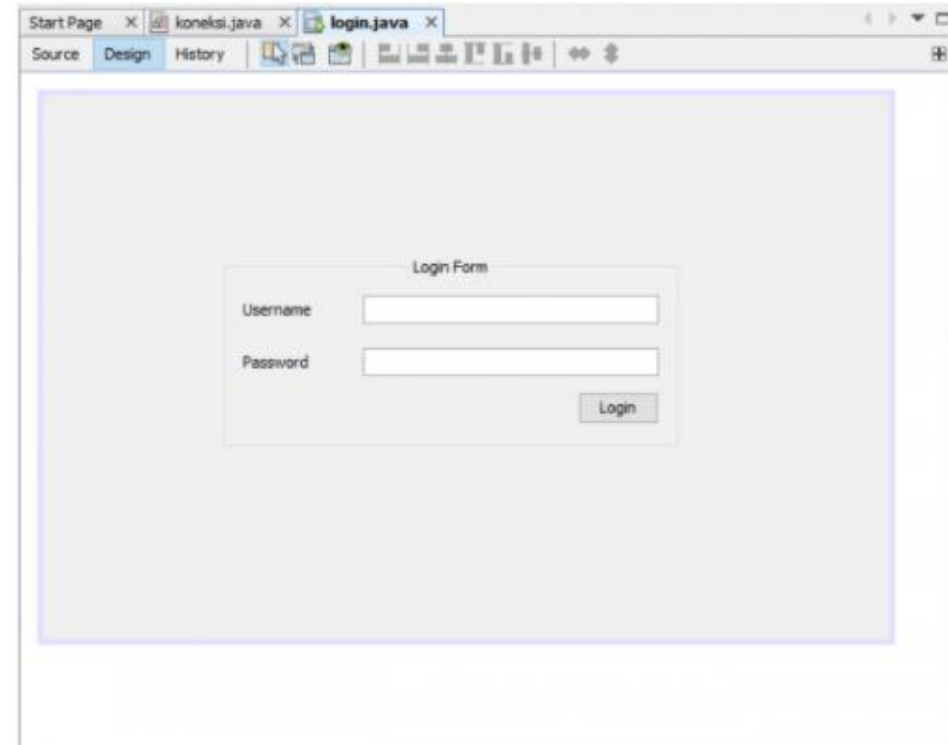 Start Page koneksi.java login.java
Source Design History
Login Form
Username
Password
Login